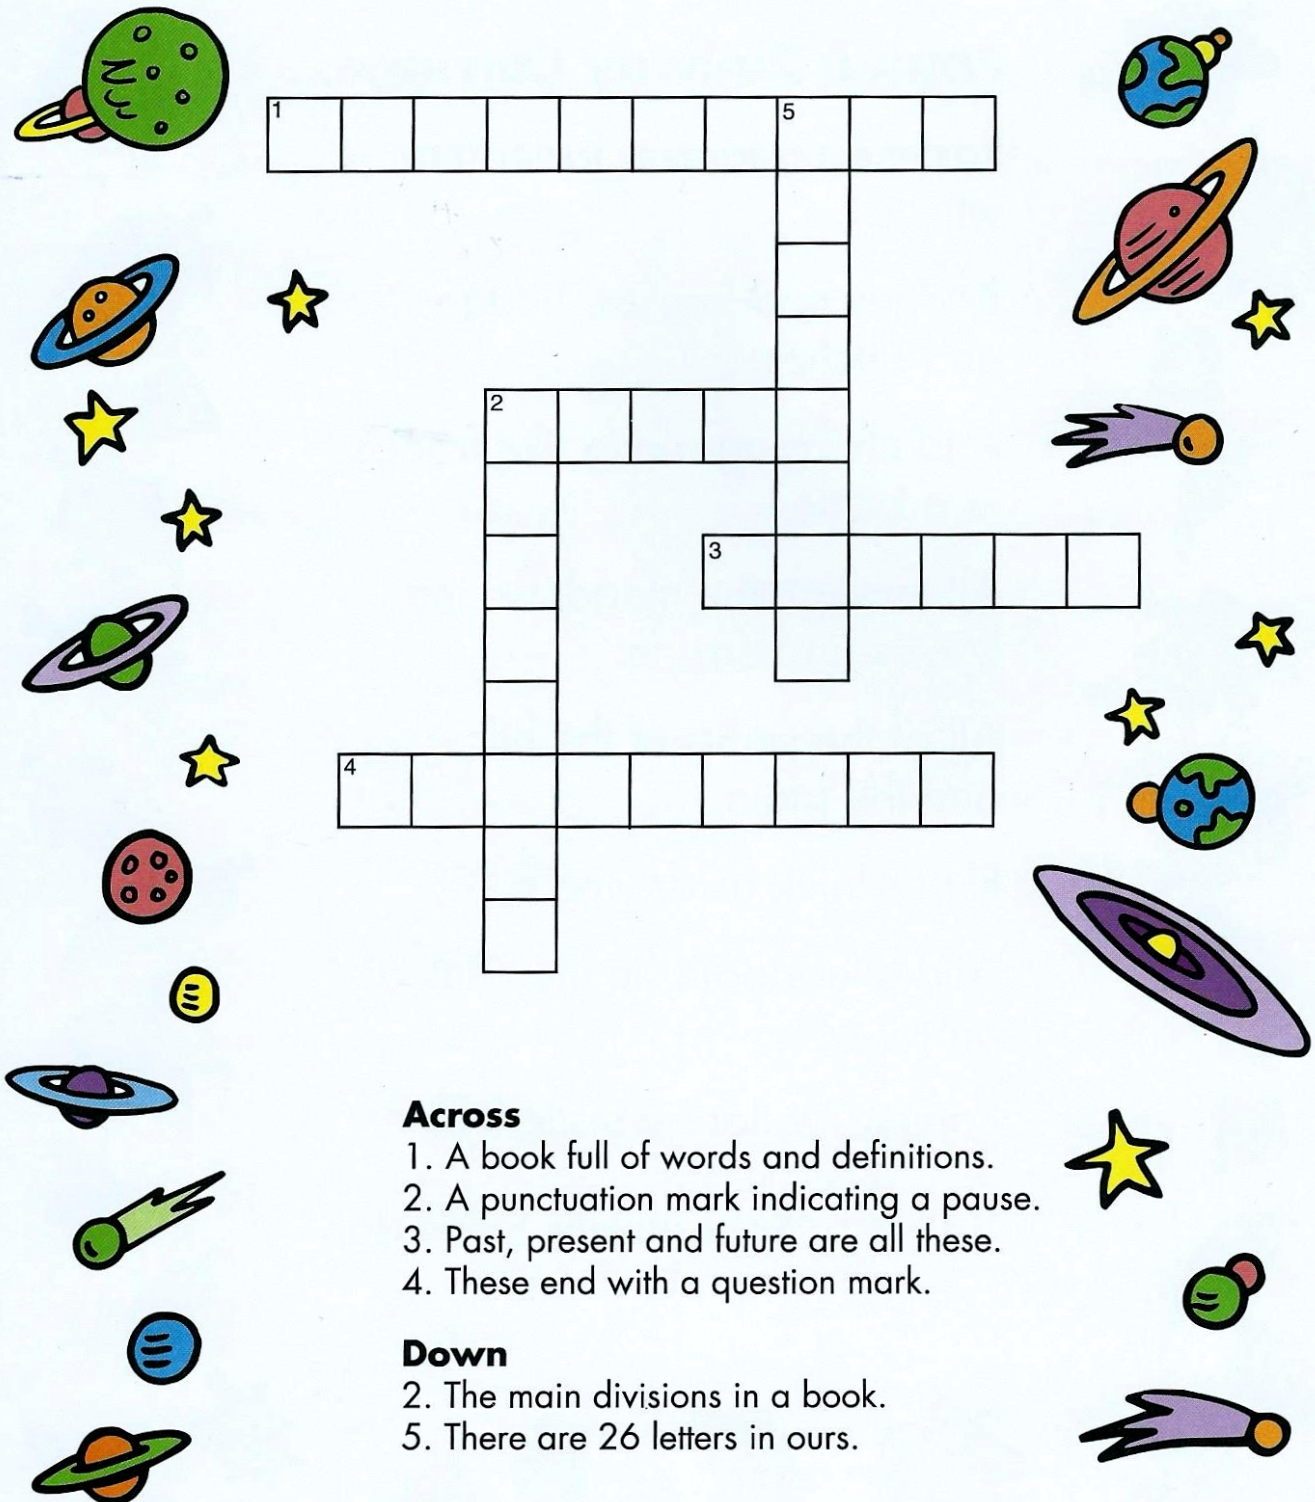 1
5
2
3
4
Across
1. A book full of words and definitions.
2. A punctuation mark indicating a pause.
3. Past, present and future are all these.
4. These end with a question mark.
Down
2. The main divisions in a book.
5. There are 26 letters in ours.